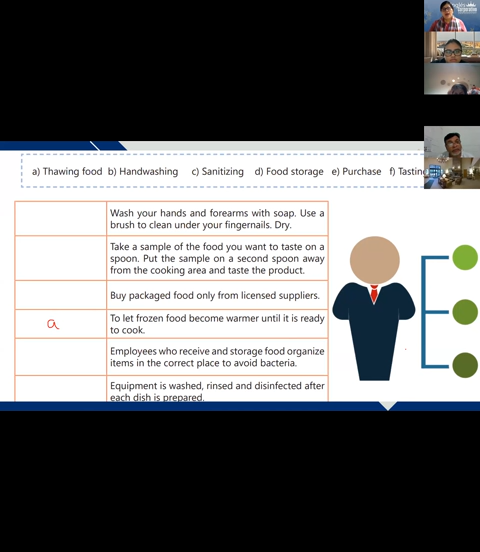 a) Thawing food b) Handwashing c) Sanitizing d) Food storage e) Purchase f) Tasting
Wash your hands and forearms with soap. Use a
brush to clean under your fingernails. Dry.
Take a sample of the food you want to taste on a
spoon. Put the sample on a second spoon away
from the cooking area and taste the product.
Buy packaged food only from licensed suppliers.
a
To let frozen food become warmer until it is ready
to cook.
Employees who receive and storage food organize
items in the correct place to avoid bacteria.
Equipment is washed, rinsed and disinfected after
each dish is prepared.